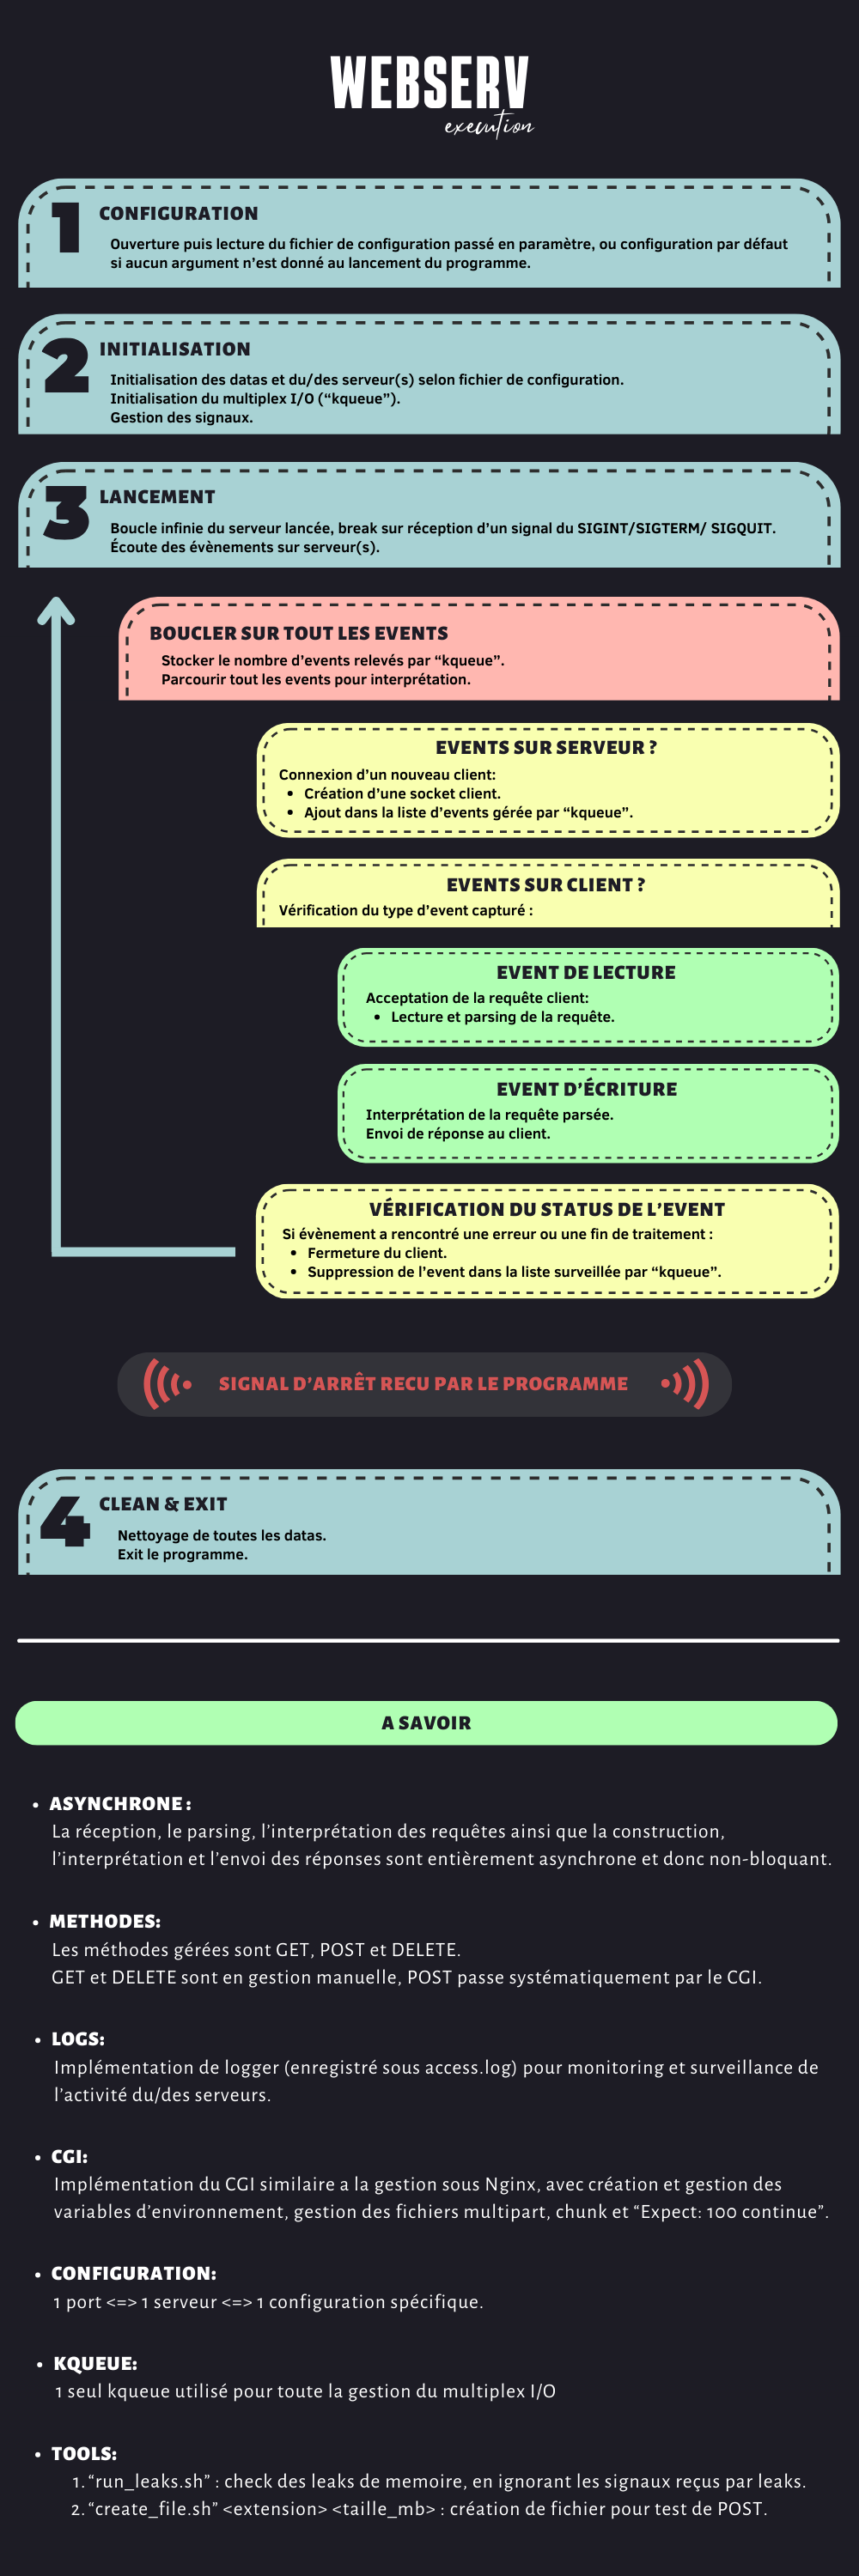 WEBSERV
execution
1 CONFIGURATION
Ouverture puis lecture du fichier de configuration passé en paramètre, ou configuration par défaut
si aucun argument n'est donné au lancement du programme.
2 INITIALISATION
Initialisation des datas et du/des serveur(s) selon fichier de configuration.
Initialisation du multiplex I/O (“kqueue”).
Gestion des signaux.
3 LANCEMENT
Boucle infinie du serveur lancée, break sur réception d'un signal du SIGINT/SIGTERM/ SIGQUIT.
Écoute des évènements sur serveur(s).
BOUCLER SUR TOUT LES EVENTS
Stocker le nombre d'events relevés par “kqueue”.
Parcourir tout les events pour interprétation.
EVENTS SUR SERVEUR ?
Connexion d'un nouveau client:
• Création d'une socket client.
• Ajout dans la liste d'events gérée par “kqueue”.
EVENTS SUR CLIENT ?
Vérification du type d'event capturé :
EVENT DE LECTURE
Acceptation de la requête client:
• Lecture et parsing de la requête.
EVENT D'ÉCRITURE
Interprétation de la requête parsée.
Envoi de réponse au client.
VÉRIFICATION DU STATUS DE L'EVENT
Si évènement a rencontré une erreur ou une fin de traitement :
• Fermeture du client.
• Suppression de l'event dans la liste surveillée par “kqueue”.
SIGNAL D'ARRÊT RECU PAR LE PROGRAMME
4 CLEAN & EXIT
Nettoyage de toutes les datas.
Exit le programme.
A SAVOIR
• ASYNCHRONE :
La réception, le parsing, l'interprétation des requêtes ainsi que la construction,
l'interprétation et l'envoi des réponses sont entièrement asynchrone et donc non-bloquant.
• METHODES:
Les méthodes gérées sont GET, POST et DELETE.
GET et DELETE sont en gestion manuelle, POST passe systématiquement par le CGI.
• LOGS:
Implémentation de logger (enregistré sous access.log) pour monitoring et surveillance de
l'activité du/des serveurs.
• CGI:
Implémentation du CGI similaire a la gestion sous Nginx, avec création et gestion des
variables d'environnement, gestion des fichiers multipart, chunk et “Expect: 100 continue”.
• CONFIGURATION:
1 port <=> 1 serveur <=> 1 configuration spécifique.
• KQUEUE:
1 seul kqueue utilisé pour toute la gestion du multiplex I/O
• TOOLS:
1. “run_leaks.sh” : check des leaks de memoire, en ignorant les signaux reçus par leaks.
2. “create_file.sh” <extension> <taille_mb> : création de fichier pour test de POST.